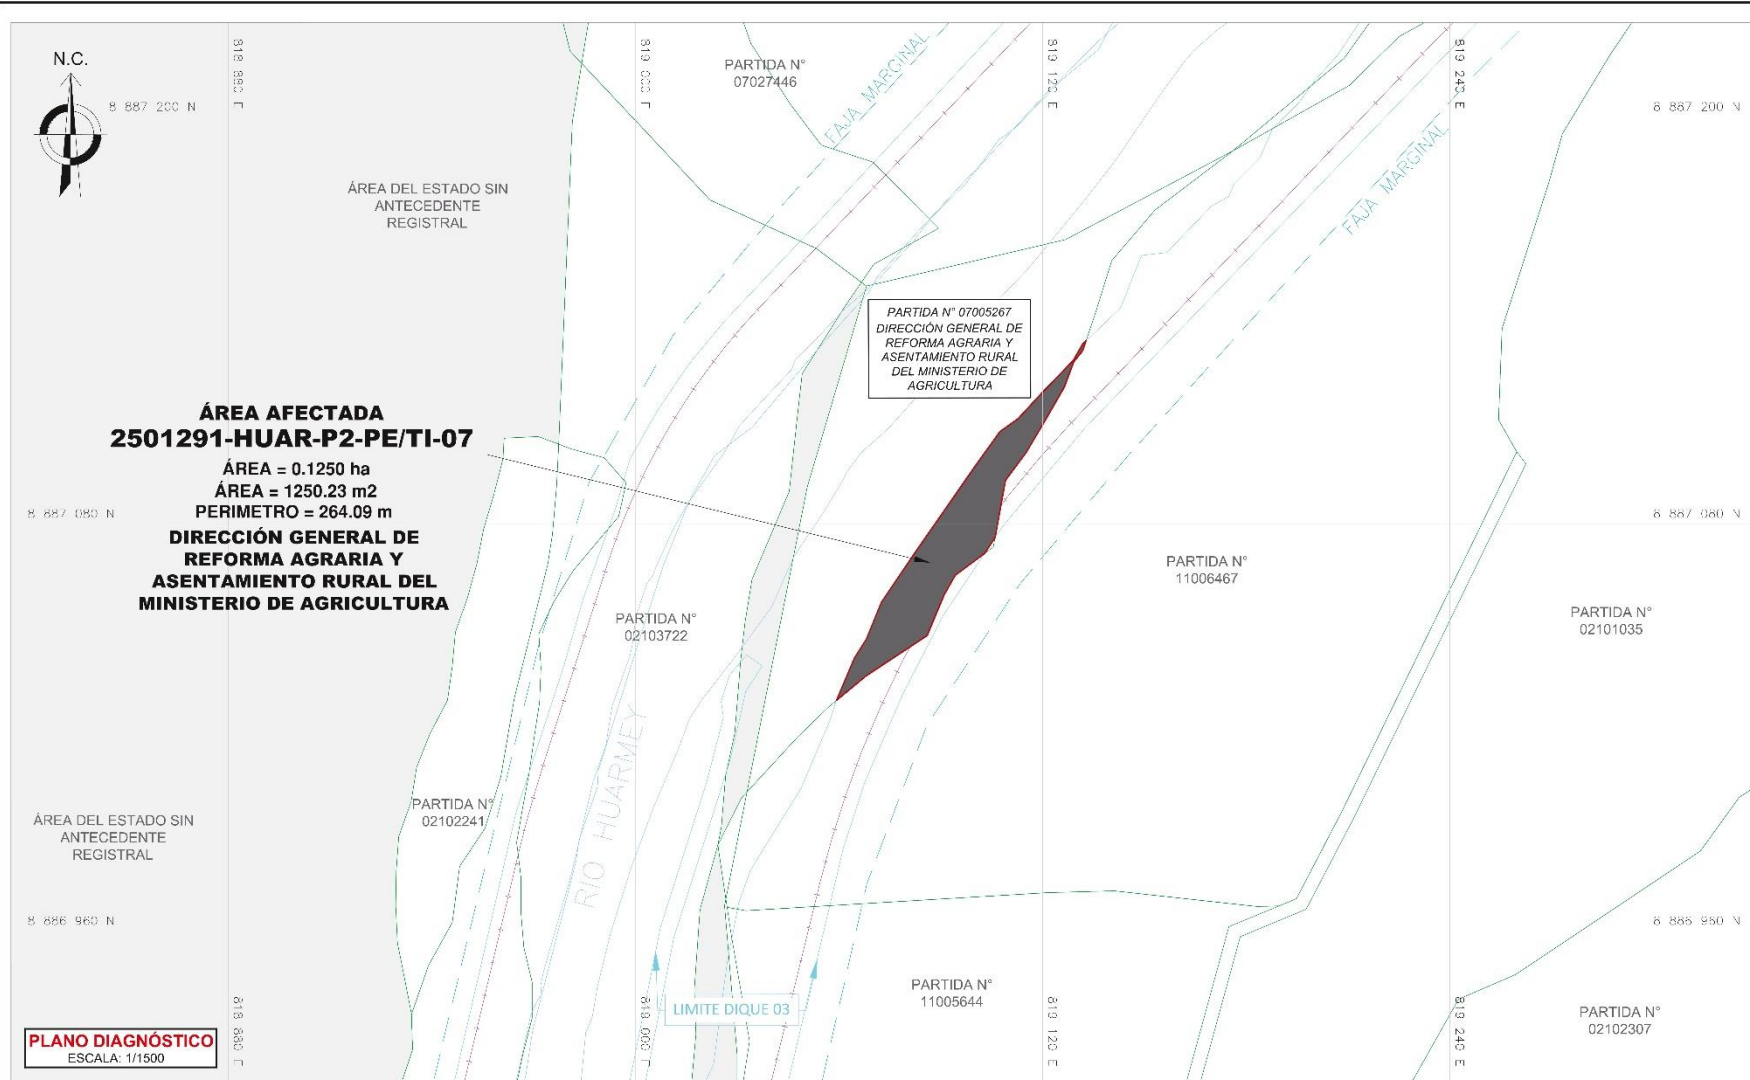 N.C.
818 880 E
819 000 E
819 120 E
819 240 E
8 887 200 N
8 887 200 N
PARTIDA N°
07027446
FAJA MARGINAL
FAJA MARGINAL
ÁREA DEL ESTADO SIN
ANTECEDENTE
REGISTRAL
PARTIDA N° 07005267
DIRECCIÓN GENERAL DE
REFORMA AGRARIA Y
ASENTAMIENTO RURAL
DEL MINISTERIO DE
AGRICULTURA
ÁREA AFECTADA
2501291-HUAR-P2-PE/TI-07
ÁREA = 0.1250 ha
ÁREA = 1250.23 m2
PERIMETRO = 264.09 m
DIRECCIÓN GENERAL DE
REFORMA AGRARIA Y
ASENTAMIENTO RURAL DEL
MINISTERIO DE AGRICULTURA
8 887 080 N
8 887 080 N
PARTIDA N°
11006467
PARTIDA N°
02103722
PARTIDA N°
02101035
RIO HUARMEY
PARTIDA N°
02102241
ÁREA DEL ESTADO SIN
ANTECEDENTE
REGISTRAL
8 886 960 N
8 886 960 N
PARTIDA N°
11005644
LIMITE DIQUE 03
PARTIDA N°
02102307
818 880 E
819 000 E
819 120 E
819 240 E
PLANO DIAGNÓSTICO
ESCALA: 1/1500